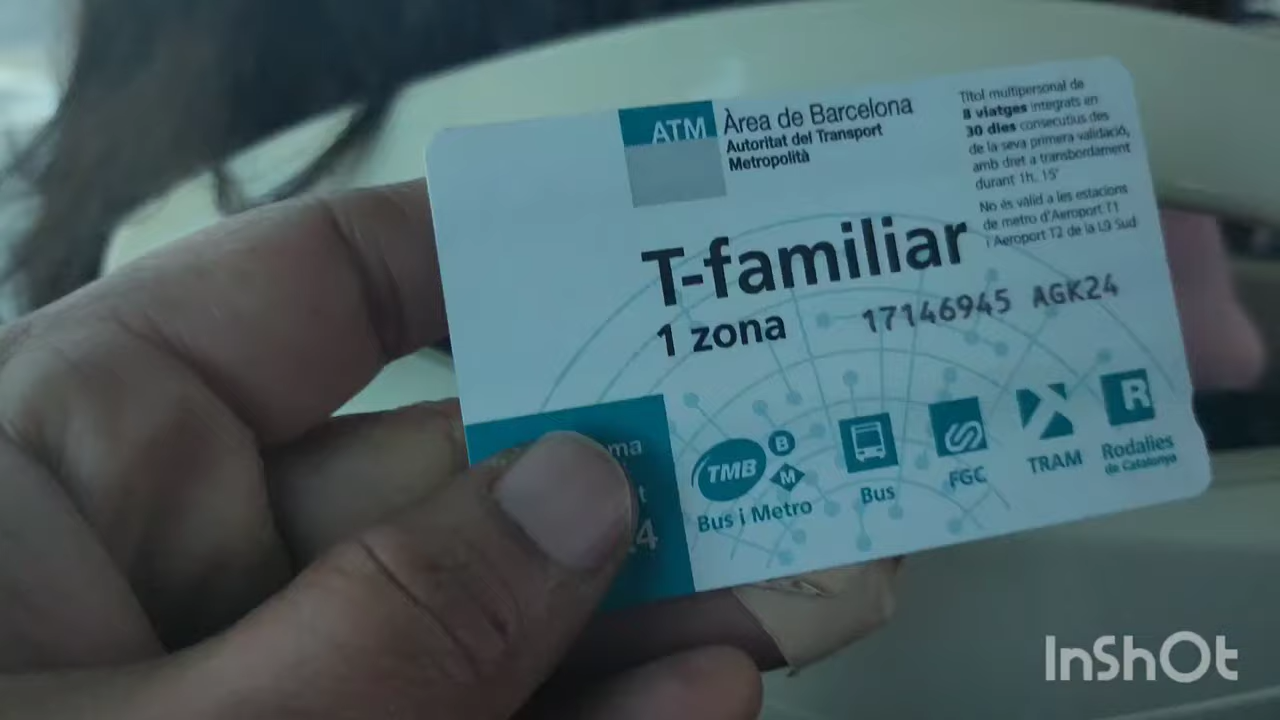 ATM
Àrea de Barcelona
Autoritat del Transport
Metropolità
Títol multipersonal de
8 viatges integrats en
30 dies consecutius des
de la seva primera validació,
amb dret a transbordament
durant 1h. 15'
No és vàlid a les estacions
de metro d'Aeroport T1
i Aeroport T2 de la L9 Sud
T-familiar
1 zona
17146945 AGK24
ma
t
4
TMB
B
M
Bus i Metro
Bus
FGC
TRAM
R
Rodalies
de Catalunya
InShOt